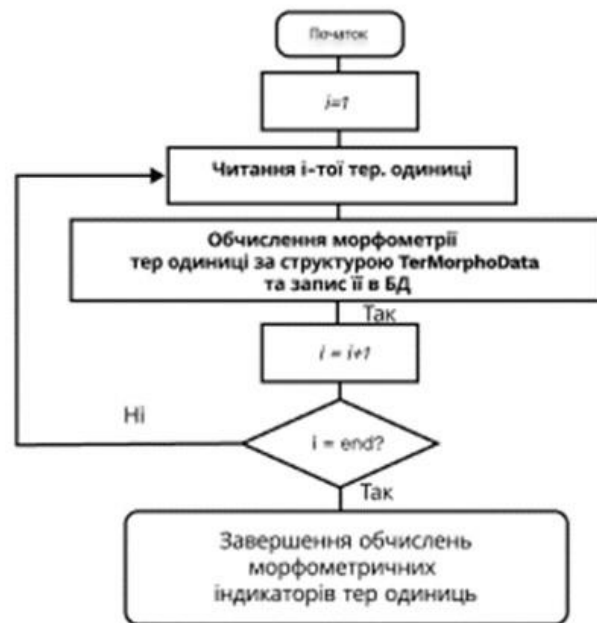 Початок
i=1
Читання і-тої тер. одиниці
Обчислення морфометрії
тер одиниці за структурою TerMorphoData
та запис її в БД
Так
i = i+1
Ні
i = end?
Так
Завершення обчислень
морфометричних
індикаторів тер одиниць